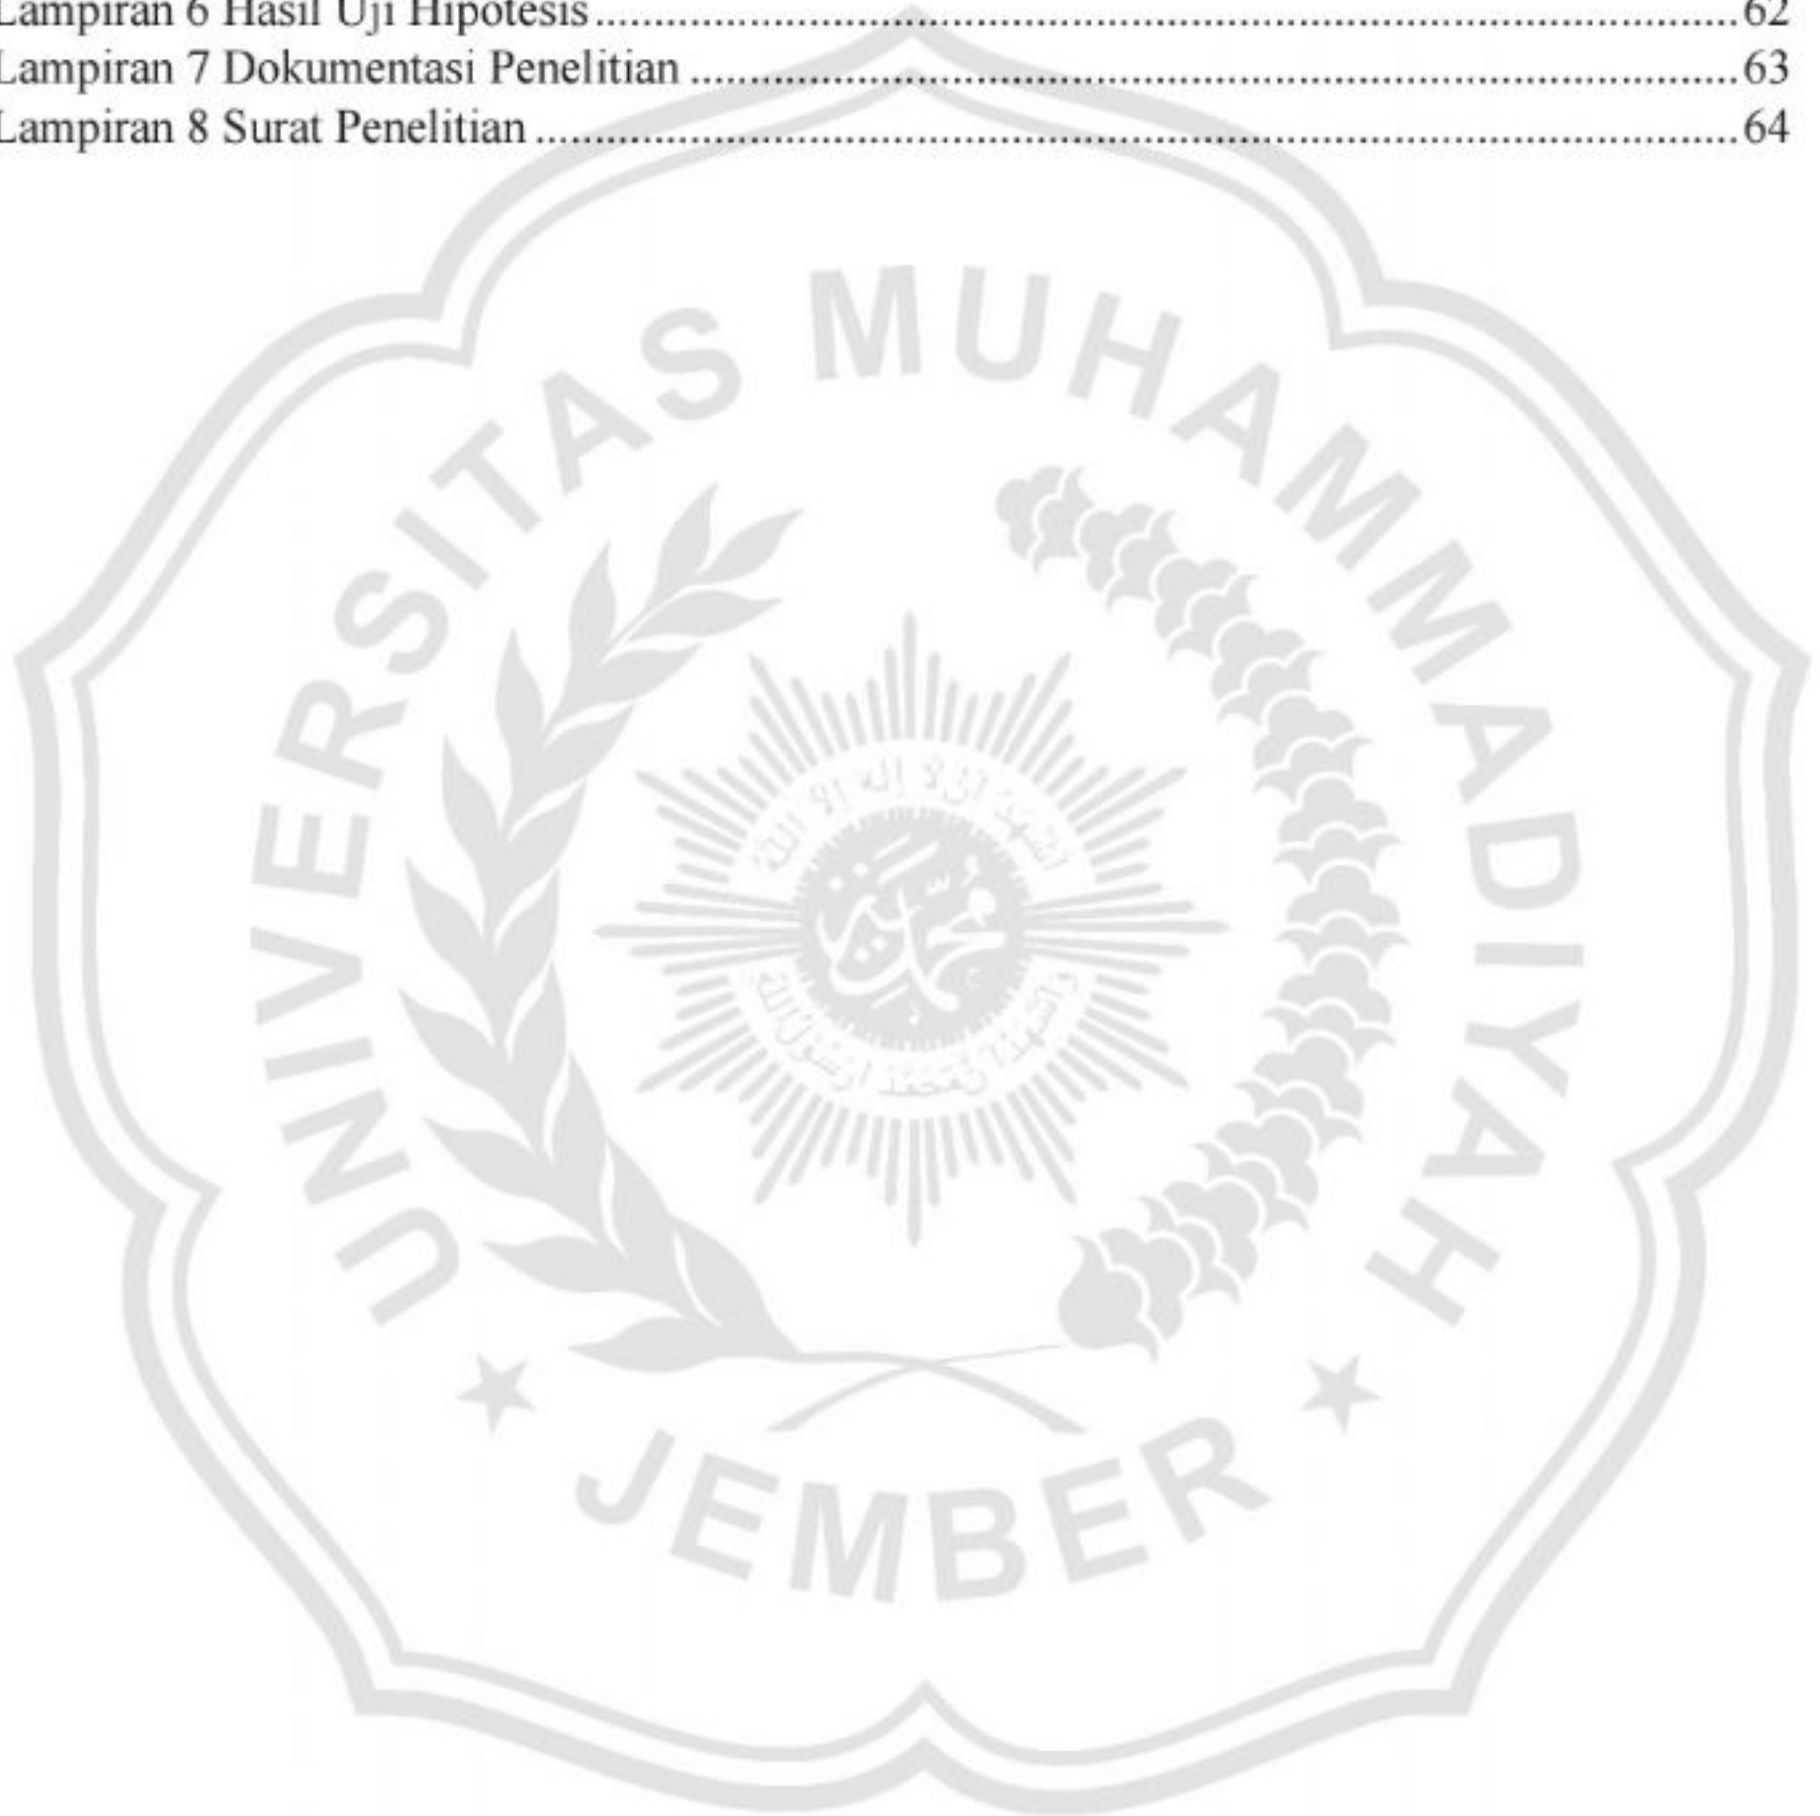 Lampiran 6 Hasil Uji Hipotesis........................................................................................................62
Lampiran 7 Dokumentasi Penelitian ...............................................................................................63
Lampiran 8 Surat Penelitian .............................................................................................................64
UNIVERSITAS MUHAMMADIYAH
JEMBER